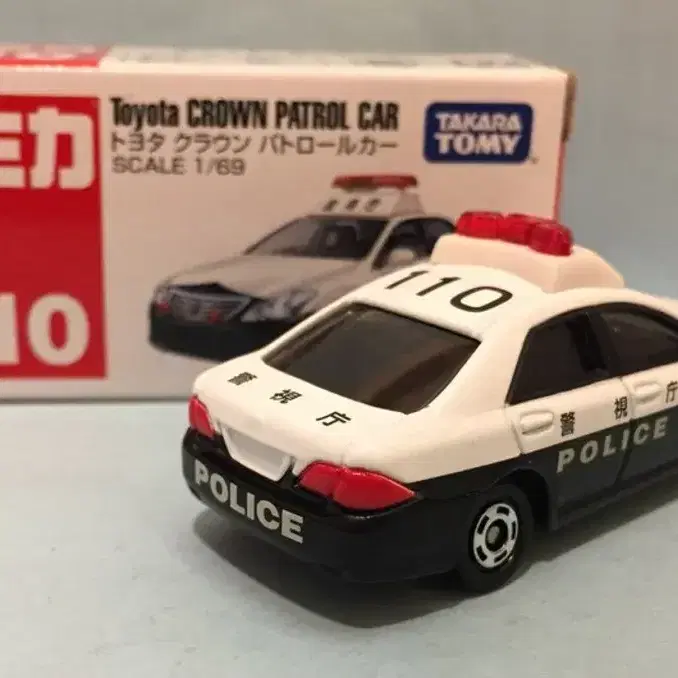 ミカ
Toyota CROWN PATROL CAR
トヨタ クラウン パトロールカー
SCALE 1/69
TAKARA
TOMY
110
警視庁
POLICE
警視庁
POLICE